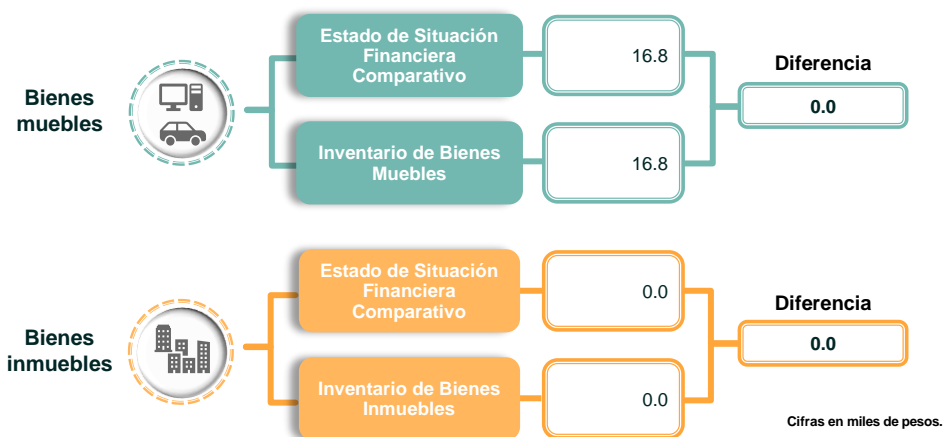 Bienes
muebles
Estado de Situación
Financiera
Comparativo
16.8
Inventario de Bienes
Muebles
16.8
Diferencia
0.0
Bienes
inmuebles
Estado de Situación
Financiera
Comparativo
0.0
Inventario de Bienes
Inmuebles
0.0
Diferencia
0.0
Cifras en miles de pesos.